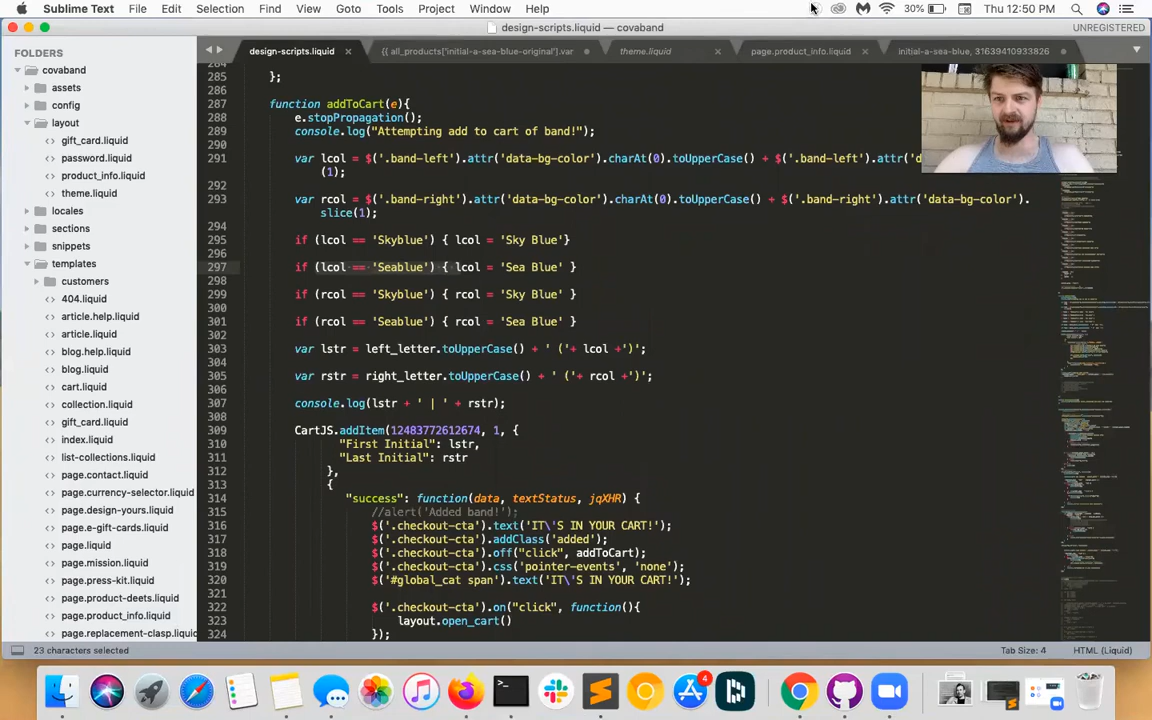 Sublime Text File Edit Selection Find View Goto Tools Project Window Help 30% Thu 12:50 PM
design-scripts.liquid — covaband UNREGISTERED
FOLDERS
covaband
assets
config
layout
gift_card.liquid
password.liquid
product_info.liquid
theme.liquid
locales
sections
snippets
templates
customers
404.liquid
article.help.liquid
article.liquid
blog.help.liquid
blog.liquid
cart.liquid
collection.liquid
gift_card.liquid
index.liquid
list-collections.liquid
page.contact.liquid
page.currency-selector.liquid
page.design-yours.liquid
page.e-gift-cards.liquid
page.liquid
page.mission.liquid
page.press-kit.liquid
page.product-deets.liquid
page.product_info.liquid
page.replacement-clasp.liquid
design-scripts.liquid {{ all_products['initial-a-sea-blue-original'].var theme.liquid page.product_info.liquid initial-a-sea-blue, 31639410933826
284
285 };
286
287 function addToCart(e){
288 e.stopPropagation();
289 console.log("Attempting add to cart of band!");
290
291 var lcol = $('.band-left').attr('data-bg-color').charAt(0).toUpperCase() + $('.band-left').attr('d
(1);
292
293 var rcol = $('.band-right').attr('data-bg-color').charAt(0).toUpperCase() + $('.band-right').attr('data-bg-color').
slice(1);
294
295 if (lcol == 'Skyblue') { lcol = 'Sky Blue'}
296
297 if (lcol == 'Seablue') { lcol = 'Sea Blue' }
298
299 if (rcol == 'Skyblue') { rcol = 'Sky Blue' }
300
301 if (rcol == 'Seablue') { rcol = 'Sea Blue' }
302
303 var lstr = left_letter.toUpperCase() + ' ('+ lcol +')';
304
305 var rstr = right_letter.toUpperCase() + ' ('+ rcol +')';
306
307 console.log(lstr + ' | ' + rstr);
308
309 CartJS.addItem(12483772612674, 1, {
310 "First Initial": lstr,
311 "Last Initial": rstr
312 },
313 {
314 "success": function(data, textStatus, jqXHR) {
315 //alert('Added band!');
316 $('.checkout-cta').text('IT\'S IN YOUR CART!');
317 $('.checkout-cta').addClass('added');
318 $('.checkout-cta').off("click", addToCart);
319 $('.checkout-cta').css('pointer-events', 'none');
320 $('#global_cat span').text('IT\'S IN YOUR CART!');
321
322 $('.checkout-cta').on("click", function(){
323 layout.open_cart()
324 });
23 characters selected Tab Size: 4 HTML (Liquid)
4